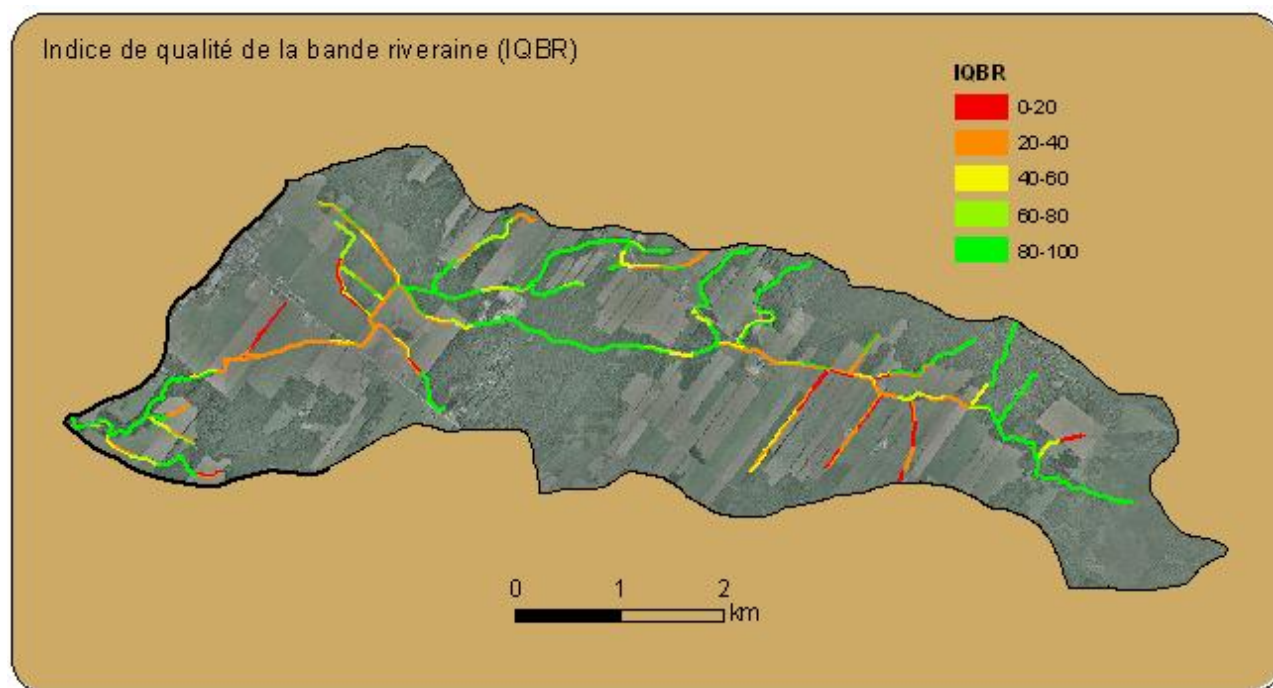 Indice de qualité de la bande riveraine (IQBR)
IQBR
0-20
20-40
40-60
60-80
80-100
0 1 2
km